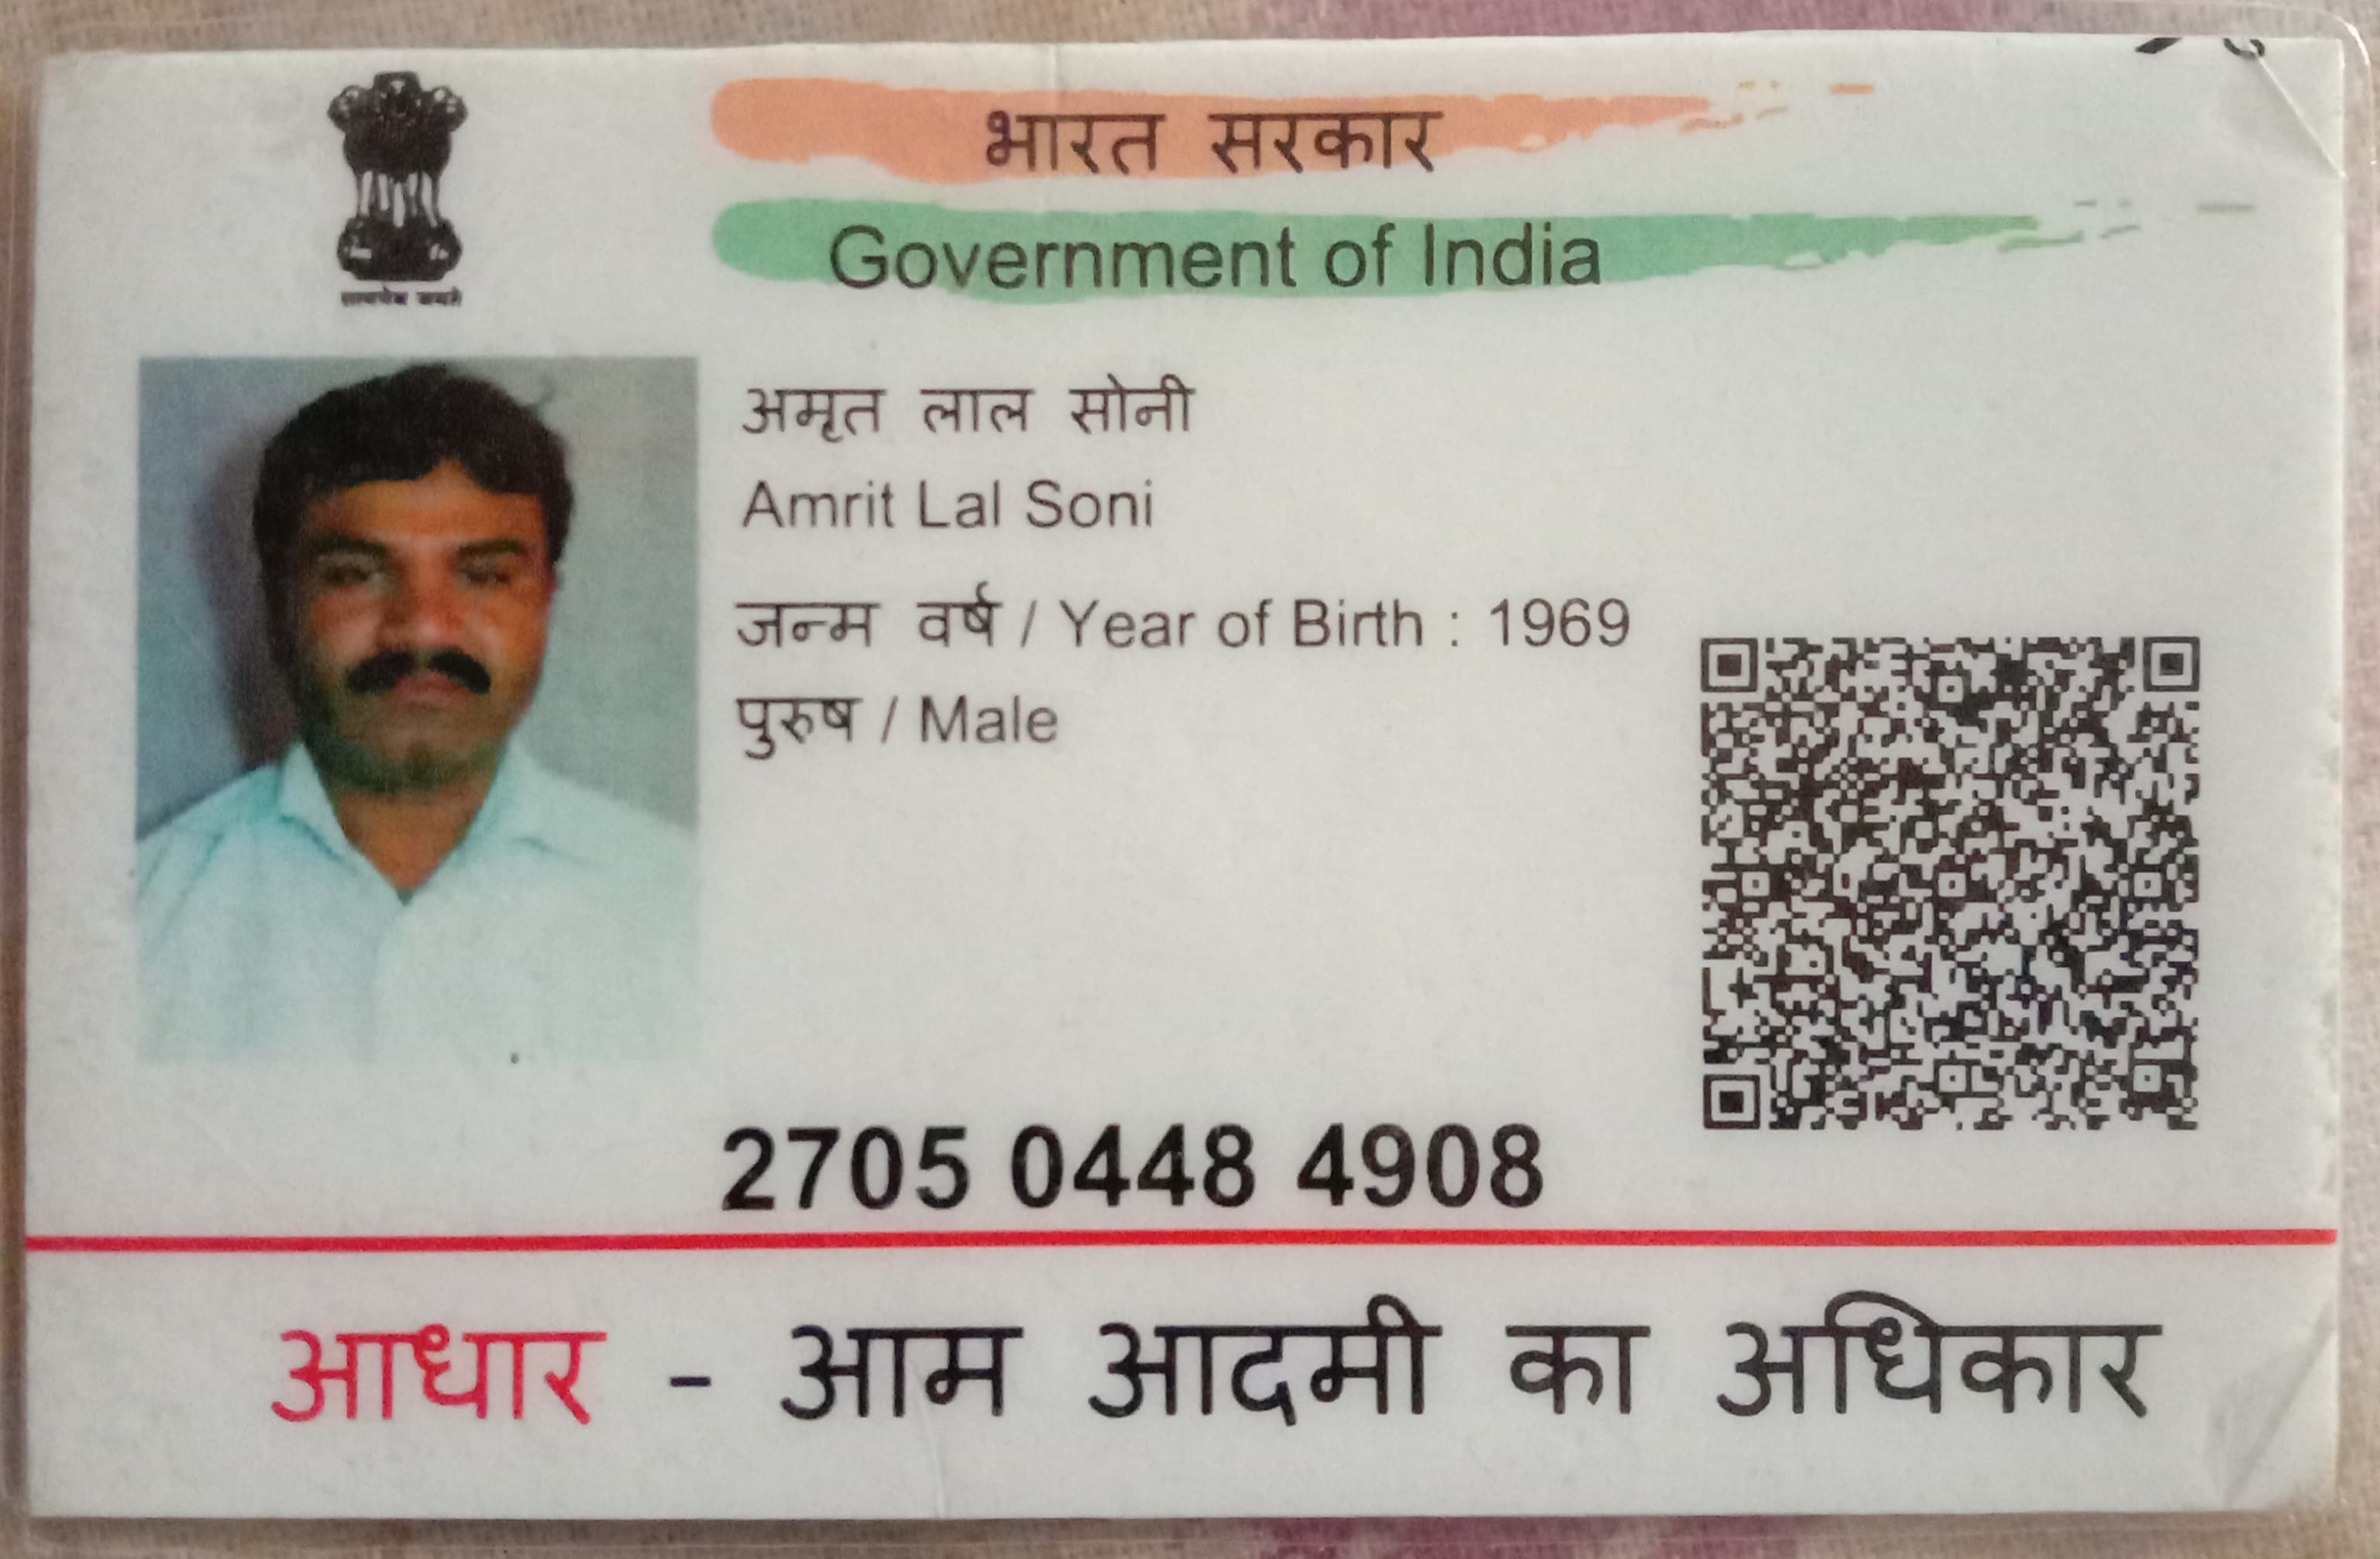 भारत सरकार
Government of India
सत्यमेव जयते
अमृत लाल सोनी
Amrit Lal Soni
जन्म वर्ष / Year of Birth : 1969
पुरुष / Male
2705 0448 4908
आधार - आम आदमी का अधिकार